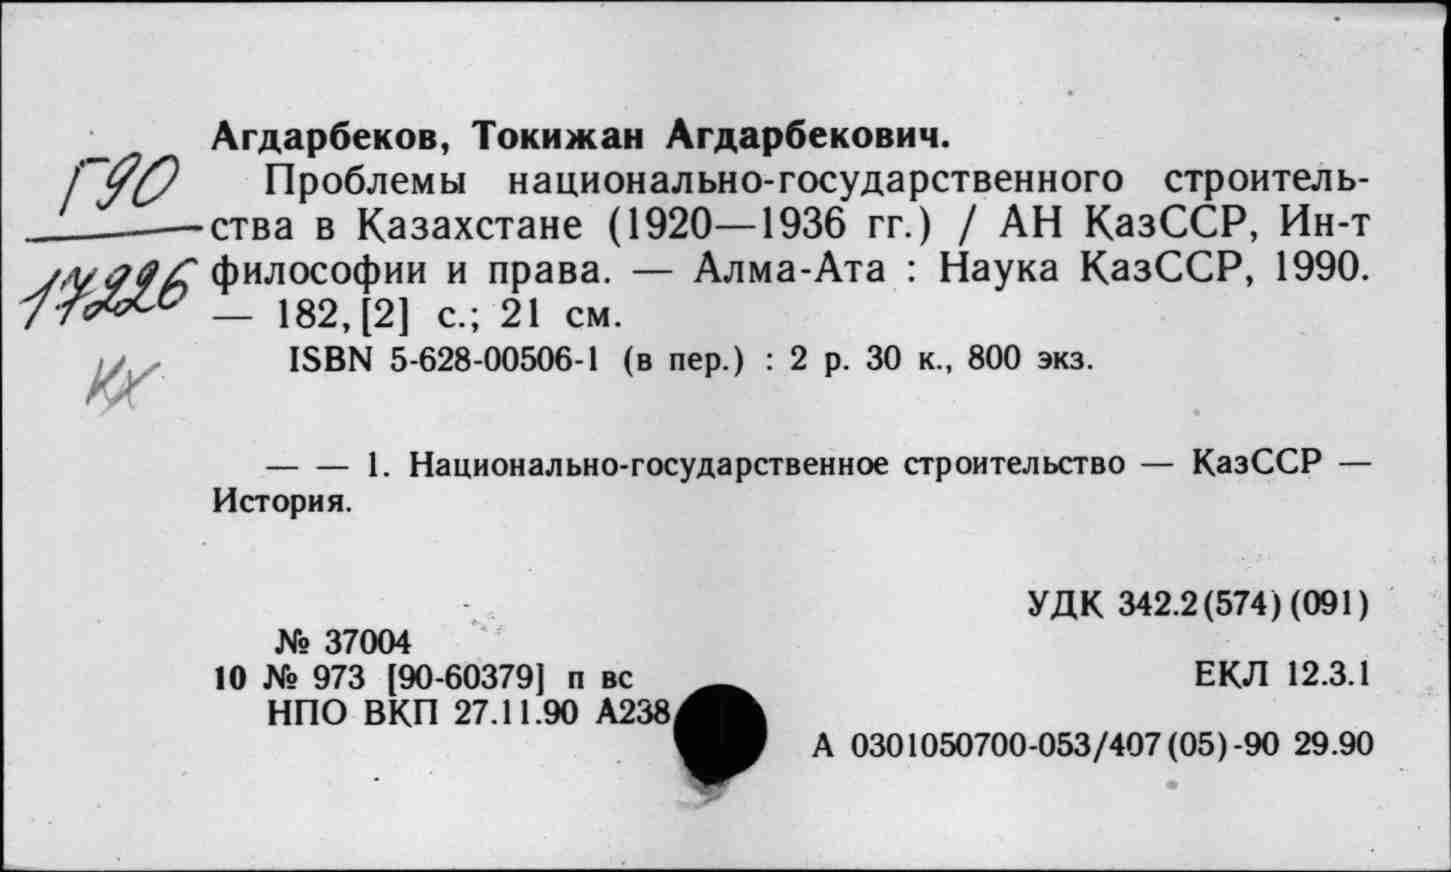 Агдарбеков, Токижан Агдарбекович.
Г90
Проблемы национально-государственного строитель-
ства в Казахстане (1920—1936 гг.) / АН КазССР, Ин-т
17226
философии и права. — Алма-Ата : Наука КазССР, 1990.
— 182, [2] с.; 21 см.
ISBN 5-628-00506-1 (в пер.) : 2 р. 30 к., 800 экз.
Кх
— — 1. Национально-государственное строительство — КазССР —
История.
УДК 342.2(574)(091)
№ 37004
10 № 973 [90-60379] п вс
ЕКЛ 12.3.1
НПО ВКП 27.11.90 А238
А 0301050700-053/407(05)-90 29.90